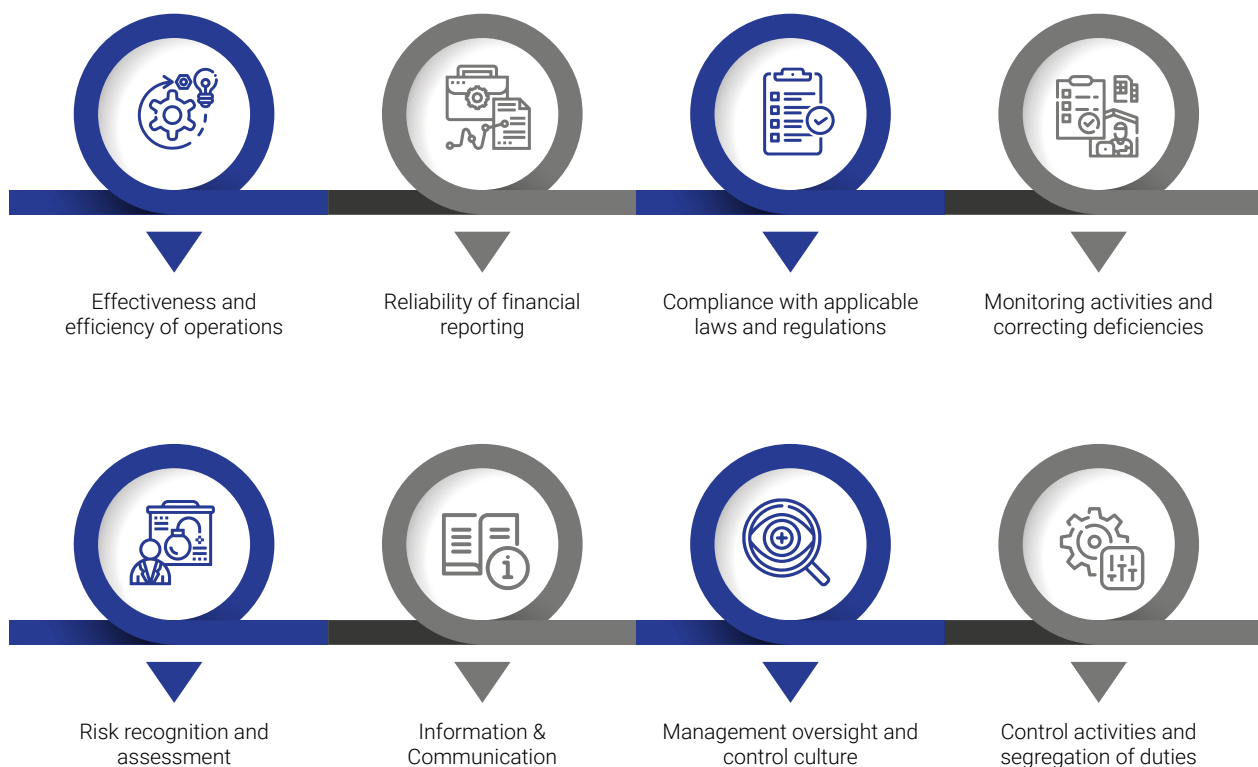 Effectiveness and
efficiency of operations
Reliability of financial
reporting
Compliance with applicable
laws and regulations
Monitoring activities and
correcting deficiencies
Risk recognition and
assessment
Information &
Communication
Management oversight and
control culture
Control activities and
segregation of duties